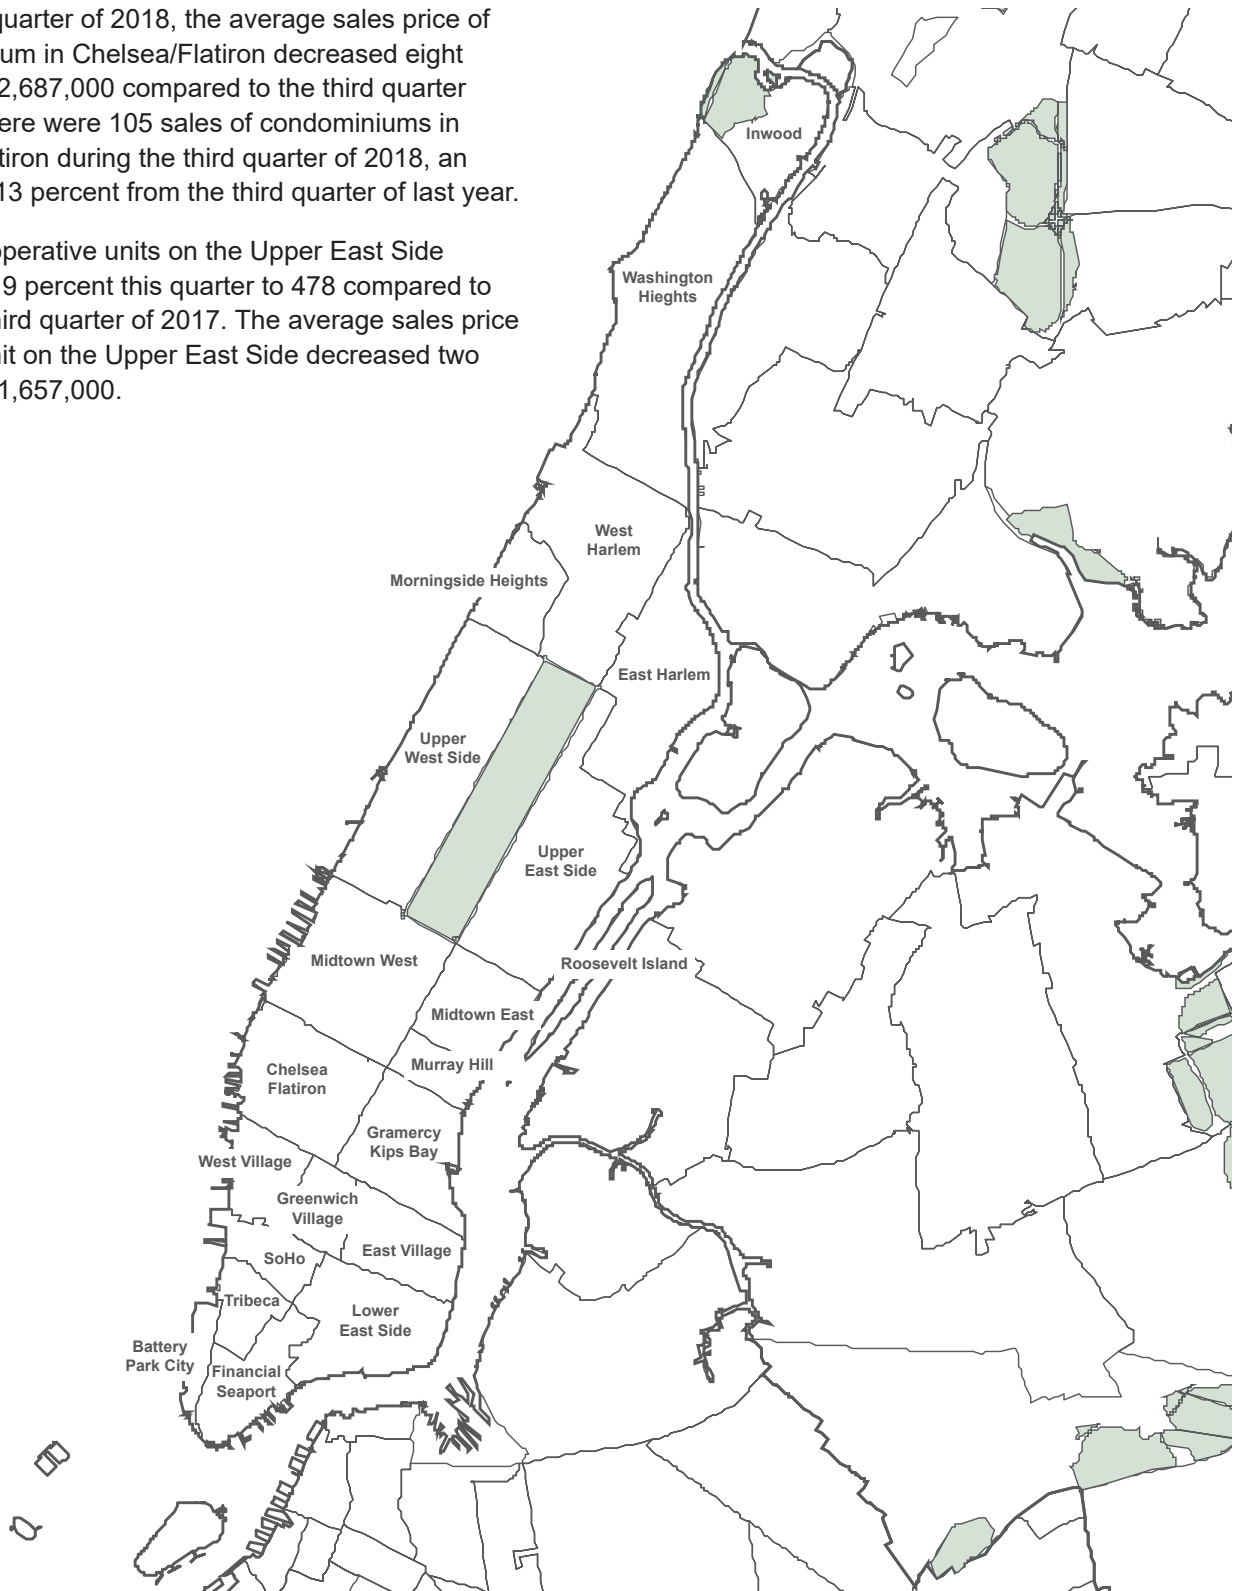 quarter of 2018, the average sales price of
um in Chelsea/Flatiron decreased eight
2,687,000 compared to the third quarter
ere were 105 sales of condominiums in
tiron during the third quarter of 2018, an
13 percent from the third quarter of last year.
operative units on the Upper East Side
9 percent this quarter to 478 compared to
hird quarter of 2017. The average sales price
nit on the Upper East Side decreased two
1,657,000.
Inwood
Washington
Hieghts
West
Harlem
Morningside Heights
East Harlem
Upper
West Side
Upper
East Side
Midtown West
Roosevelt Island
Midtown East
Murray Hill
Chelsea
Flatiron
Gramercy
Kips Bay
West Village
Greenwich
Village
East Village
SoHo
Tribeca
Lower
East Side
Battery
Park City
Financial
Seaport